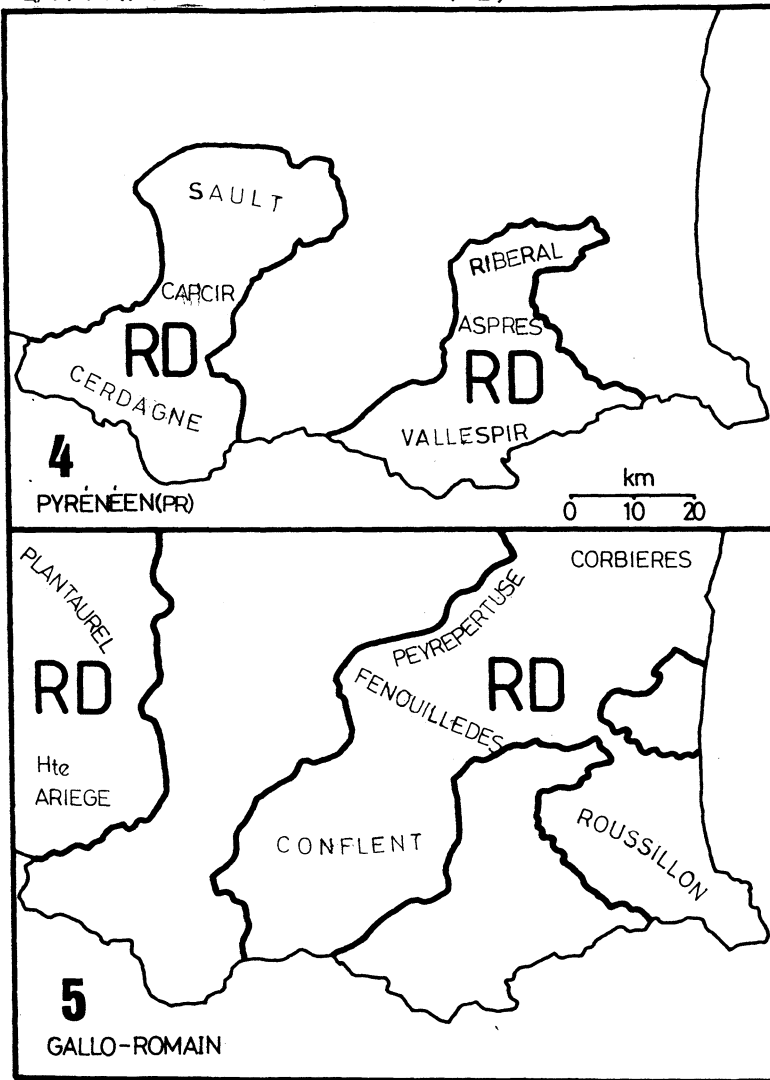 SAULT
CAPCIR
RD
CERDAGNE
RIBERAL
ASPRES
RD
VALLESPIR
4
PYRÉNÉEN(PR)
km
0 10 20
PLANTAUREL
RD
Hte
ARIEGE
CORBIERES
PEYREPERTUSE
FENOUILLEDES
RD
CONFLENT
ROUSSILLON
5
GALLO-ROMAIN